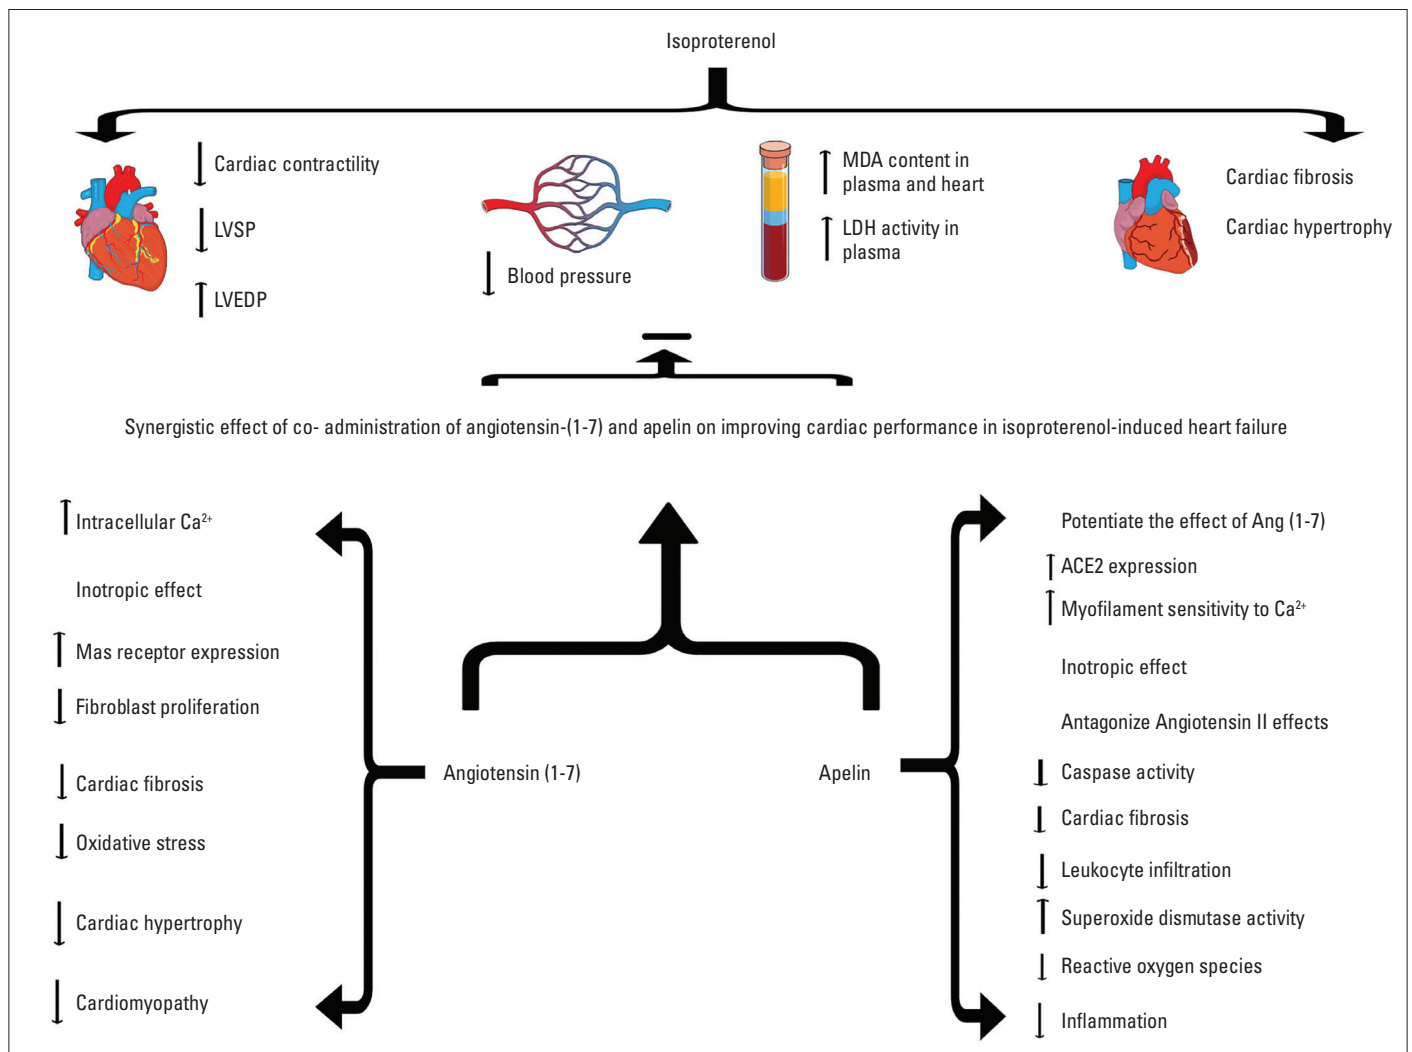 Isoproterenol
Cardiac contractility
LVSP
LVEDP
Blood pressure
MDA content in
plasma and heart
LDH activity in
plasma
Cardiac fibrosis
Cardiac hypertrophy
Synergistic effect of co- administration of angiotensin-(1-7) and apelin on improving cardiac performance in isoproterenol-induced heart failure
Intracellular Ca²⁺
Inotropic effect
Mas receptor expression
Fibroblast proliferation
Cardiac fibrosis
Oxidative stress
Cardiac hypertrophy
Cardiomyopathy
Angiotensin (1-7)
Apelin
Potentiate the effect of Ang (1-7)
ACE2 expression
Myofilament sensitivity to Ca²⁺
Inotropic effect
Antagonize Angiotensin II effects
Caspase activity
Cardiac fibrosis
Leukocyte infiltration
Superoxide dismutase activity
Reactive oxygen species
Inflammation